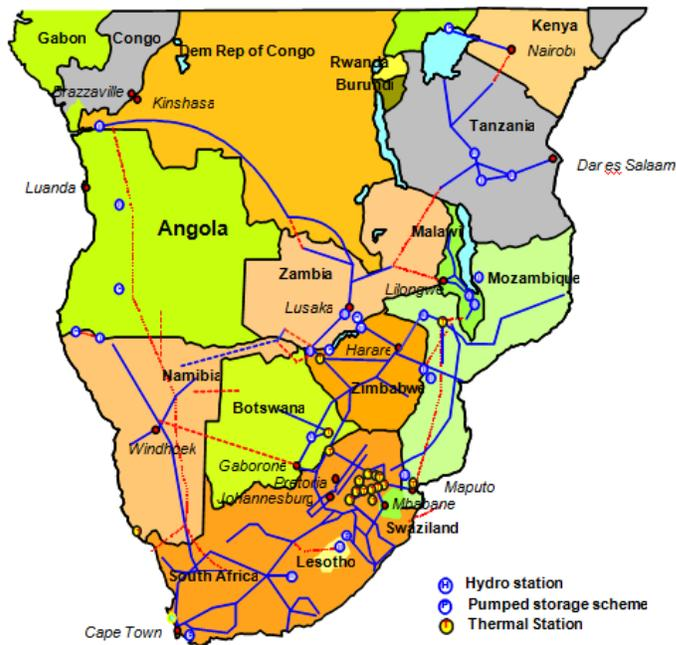 Gabon
Congo
Dem Rep of Congo
Kenya
Nairobi
Rwanda
Burundi
Brazzaville
Kinshasa
Tanzania
Dar es Salaam
Luanda
Angola
Malawi
Zambia
Lilongwe
Mozambique
Lusaka
Harare
Namibia
Zimbabwe
Botswana
Windhoek
Gaborone
Pretoria
Johannesburg
Maputo
Mbabane
Swaziland
Lesotho
South Africa
Cape Town
H Hydro station
P Pumped storage scheme
Thermal Station